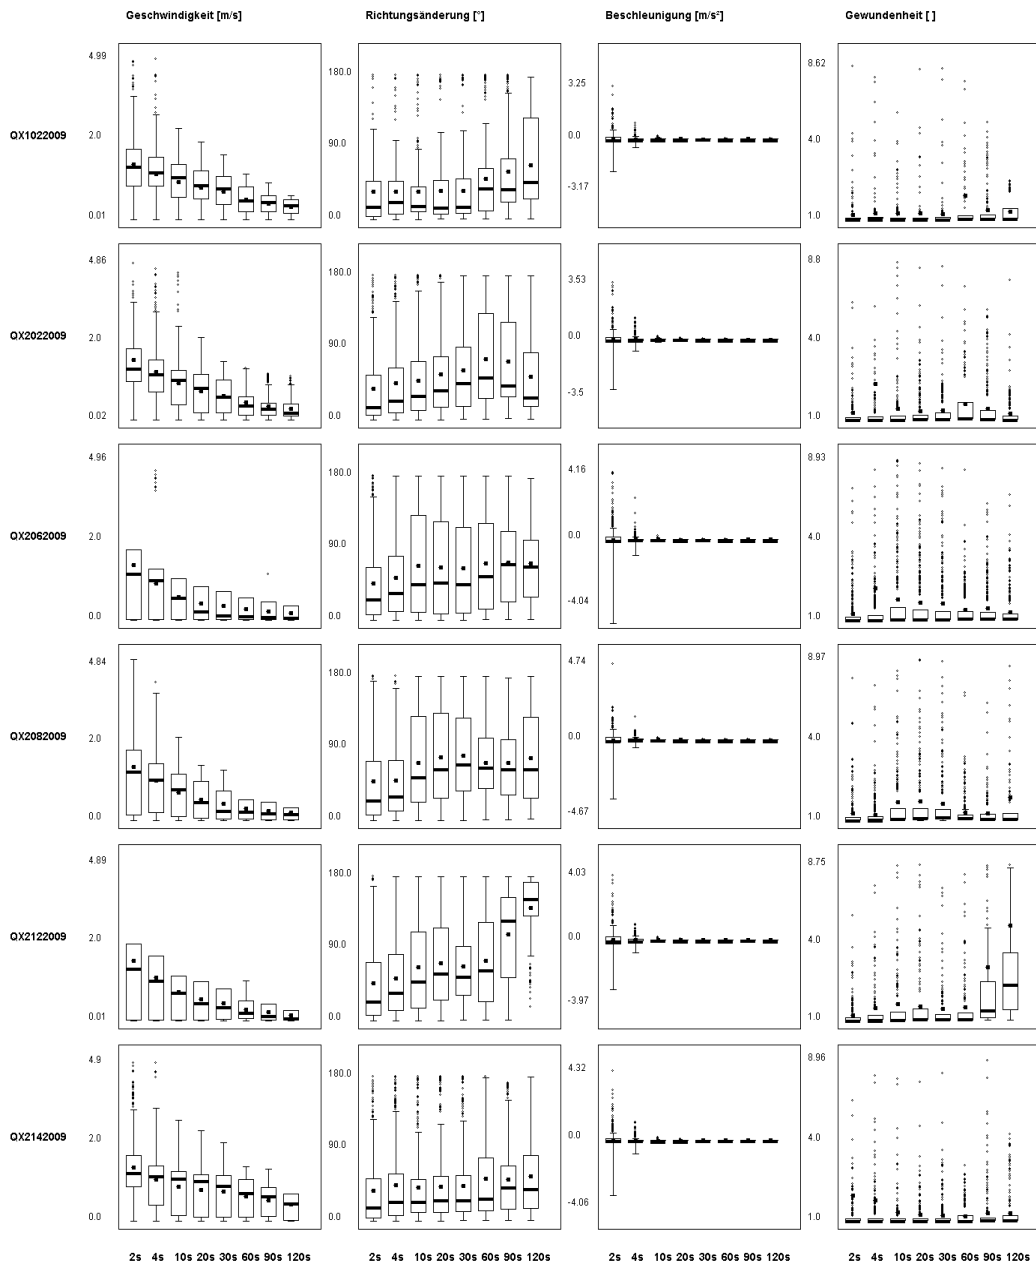 Geschwindigkeit [m/s] Richtungsänderung [°] Beschleunigung [m/s²] Gewundenheit [ ]
QX1022009
4.99 2.0 0.01
180.0 90.0 0.0
3.25 0.0 -3.17
8.62 4.0 1.0
QX2022009
4.86 2.0 0.02
180.0 90.0 0.0
3.53 0.0 -3.5
8.8 4.0 1.0
QX2062009
4.96 2.0 0.0
180.0 90.0 0.0
4.16 0.0 -4.04
8.93 4.0 1.0
QX2082009
4.84 2.0 0.0
180.0 90.0 0.0
4.74 0.0 -4.67
8.97 4.0 1.0
QX2122009
4.89 2.0 0.01
180.0 90.0 0.0
4.03 0.0 -3.97
8.75 4.0 1.0
QX2142009
4.9 2.0 0.0
180.0 90.0 0.0
4.32 0.0 -4.06
8.96 4.0 1.0
2s 4s 10s 20s 30s 60s 90s 120s 2s 4s 10s 20s 30s 60s 90s 120s 2s 4s 10s 20s 30s 60s 90s 120s 2s 4s 10s 20s 30s 60s 90s 120s